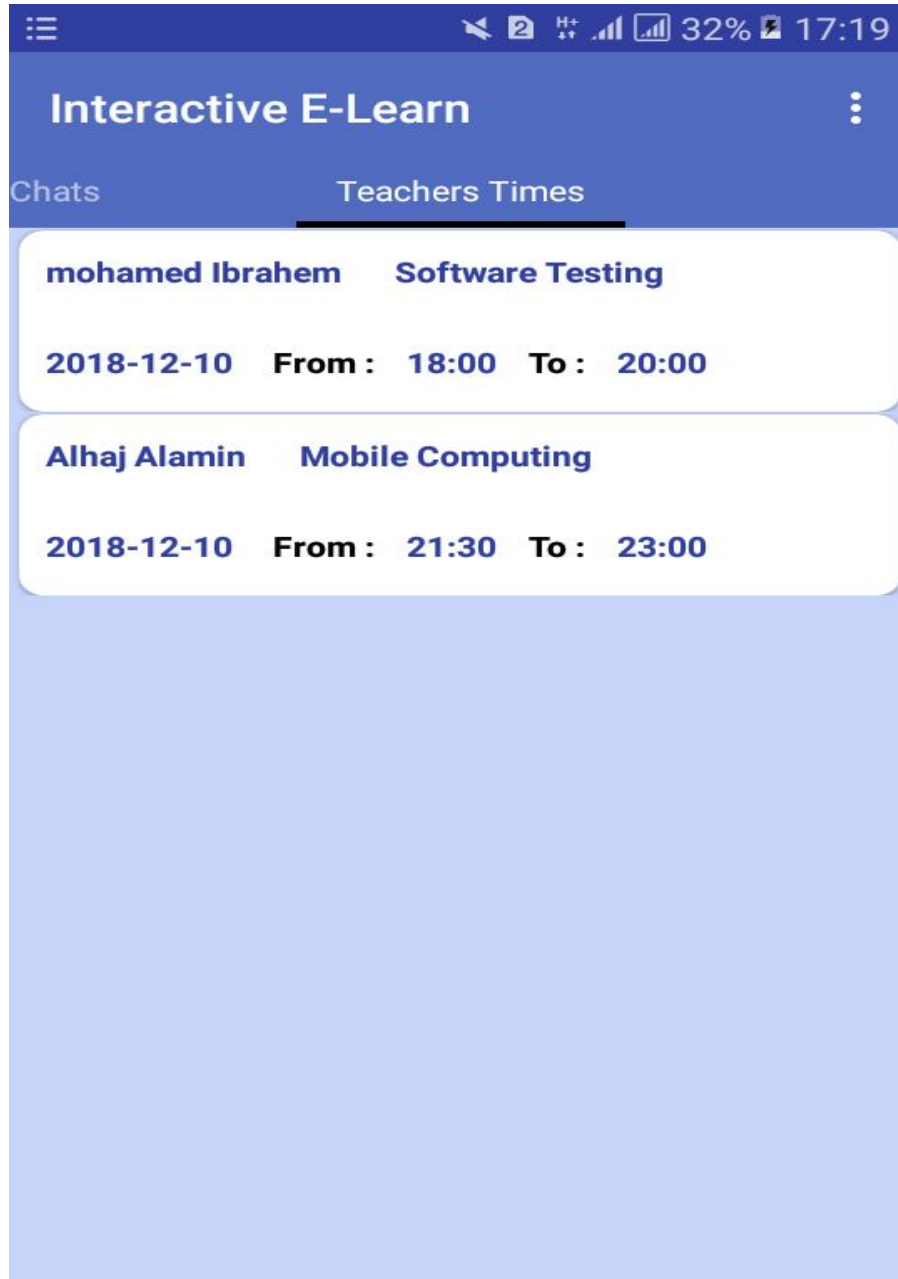 2 H+ 32% 17:19
Interactive E-Learn
Chats Teachers Times
mohamed Ibrahem Software Testing
2018-12-10 From : 18:00 To : 20:00
Alhaj Alamin Mobile Computing
2018-12-10 From : 21:30 To : 23:00